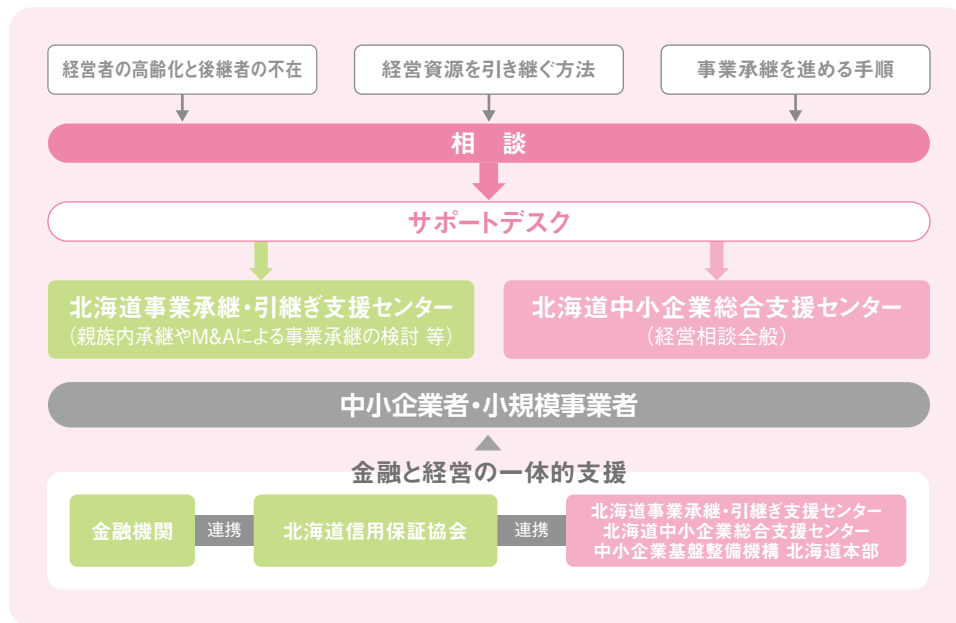 経営者の高齢化と後継者の不在
経営資源を引き継ぐ方法
事業承継を進める手順
相 談
サポートデスク
北海道事業承継・引継ぎ支援センター
(親族内承継やM&Aによる事業承継の検討 等)
北海道中小企業総合支援センター
(経営相談全般)
中小企業者・小規模事業者
金融と経営の一体的支援
金融機関
連携
北海道信用保証協会
連携
北海道事業承継・引継ぎ支援センター
北海道中小企業総合支援センター
中小企業基盤整備機構 北海道本部